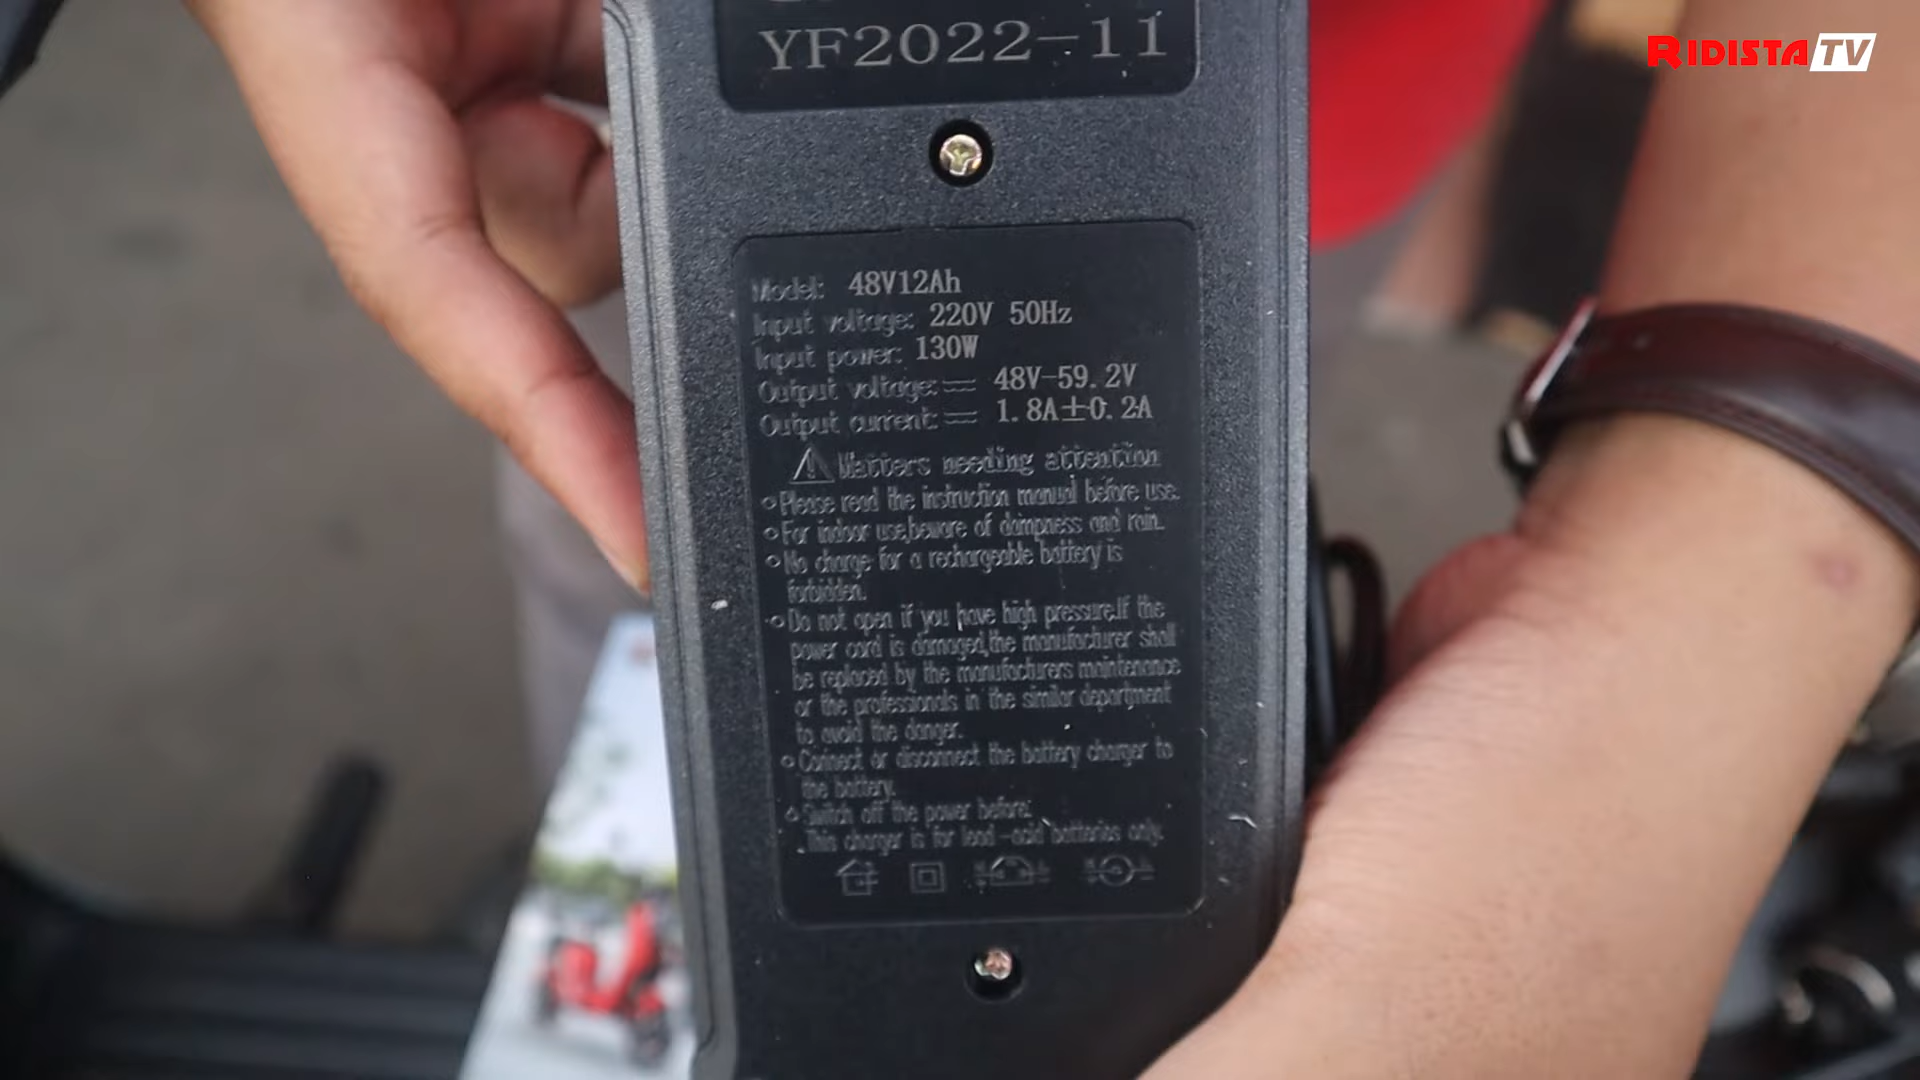 RIDISTA TV
YF2022-11
Model: 48V12Ah
Input voltage: 220V 50Hz
Input power: 130W
Output voltage: 48V-59.2V
Output current: 1.8A±0.2A
Matters needing attention
Please read the instruction manual before use.
For indoor use,beware of dampness and rain.
No charge for a rechargeable battery is
forbidden.
Do not open if you have high pressure.If the
power cord is damaged,the manufacturer shall
be replaced by the manufacturers maintenance
or the professionals in the similar department
to avoid the danger.
Connect or disconnect the battery charger to
the battery.
Switch off the power before:
This charger is for lead-acid batteries only.